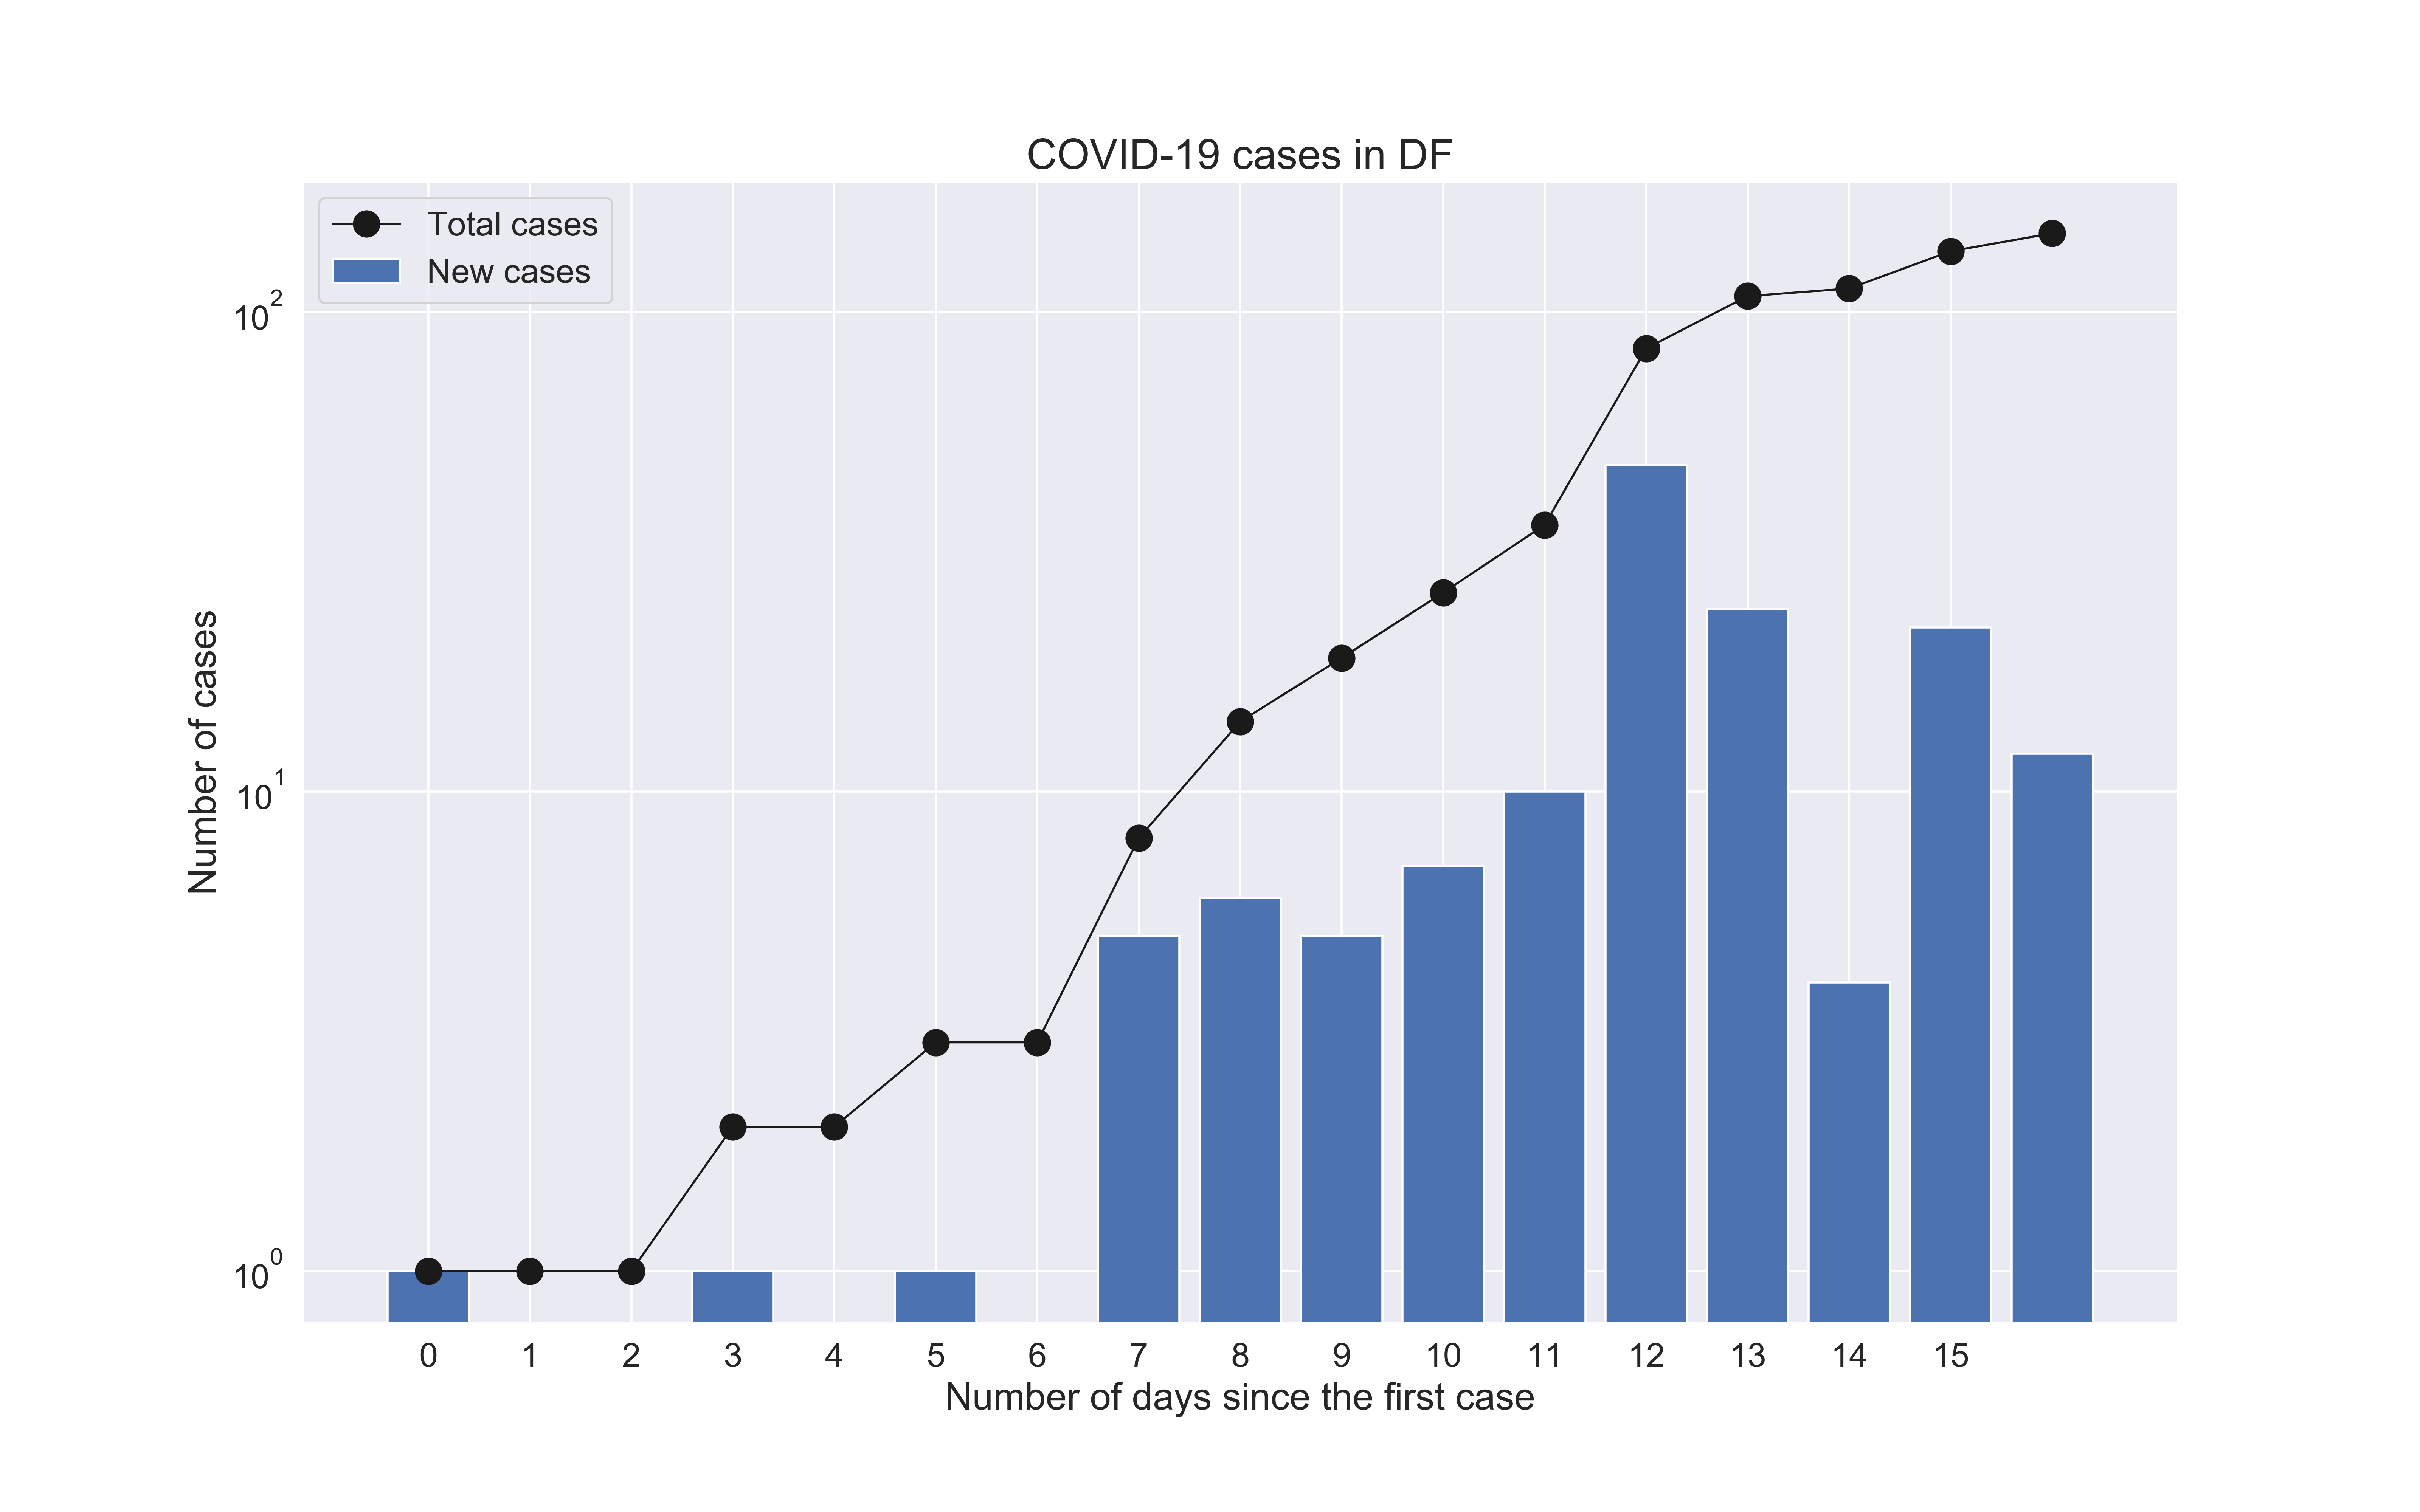 COVID-19 cases in DF
Total cases
New cases
10²
10¹
10⁰
Number of cases
0 1 2 3 4 5 6 7 8 9 10 11 12 13 14 15
Number of days since the first case